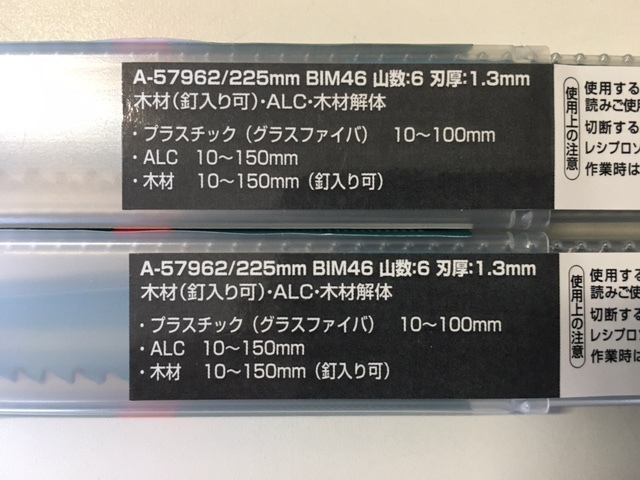 A-57962/225mm BIM46 山数:6 刃厚:1.3mm
木材(釘入り可)・ALC・木材解体
・プラスチック(グラスファイバ) 10〜100mm
・ALC 10〜150mm
・木材 10〜150mm(釘入り可)
使用上の注意
使用する
読みご使用
切断する
レシプロソ
作業時は
A-57962/225mm BIM46 山数:6 刃厚:1.3mm
木材(釘入り可)・ALC・木材解体
・プラスチック(グラスファイバ) 10〜100mm
・ALC 10〜150mm
・木材 10〜150mm(釘入り可)
使用上の注意
使用する
読みご使
切断する
レシプロ
作業時は